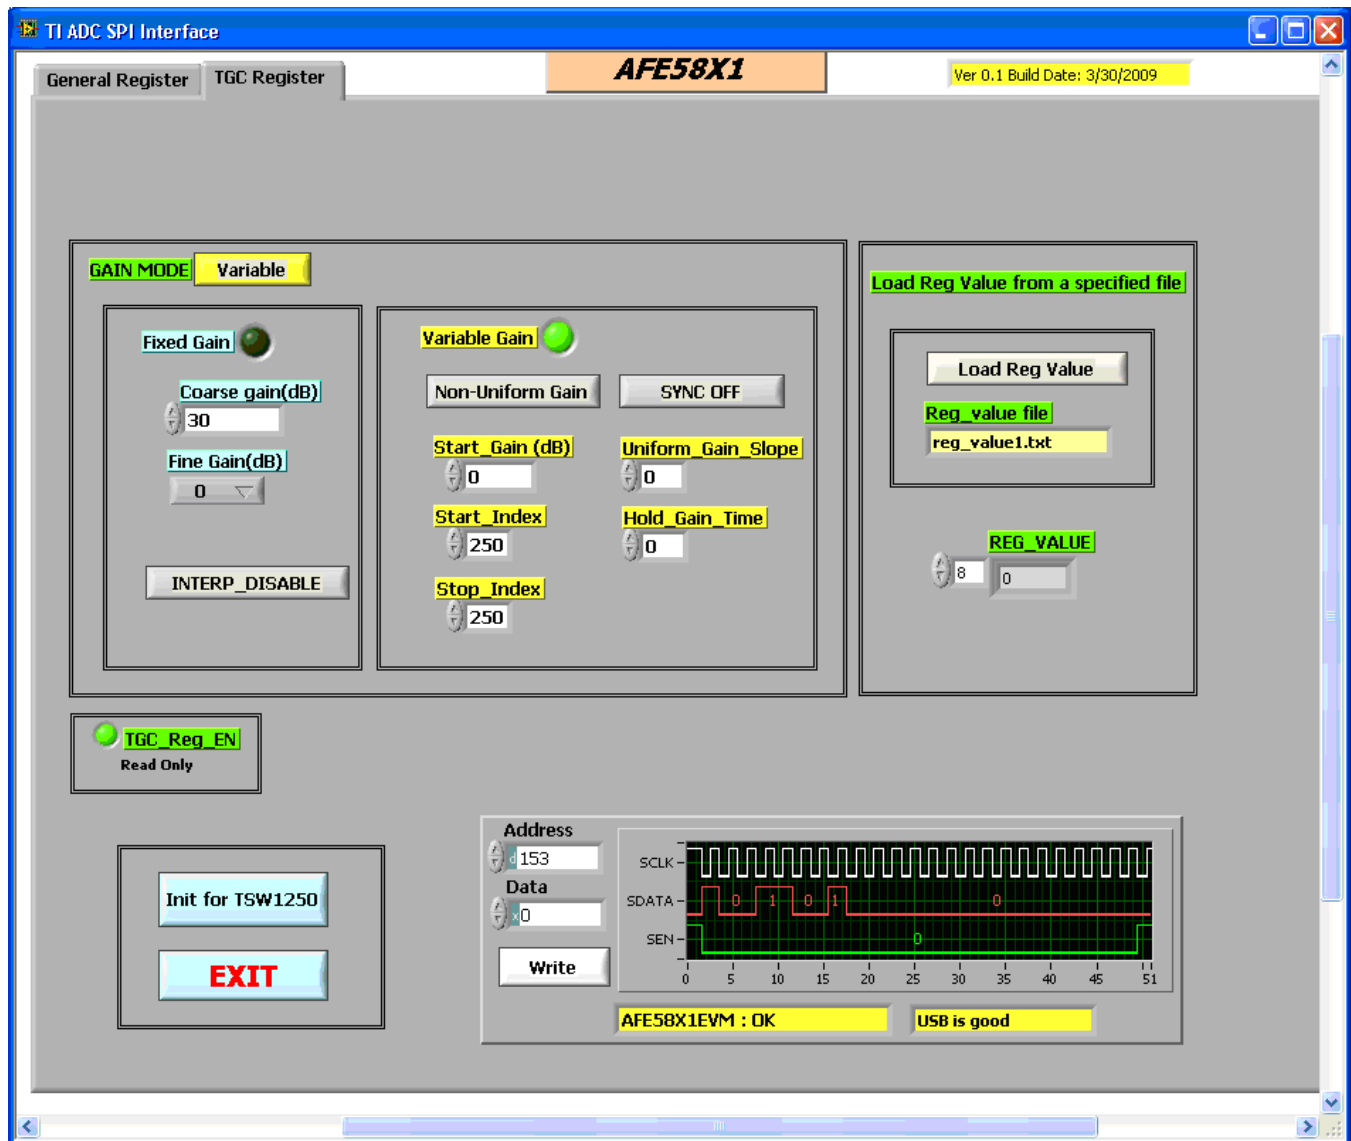 TI ADC SPI Interface
General Register
TGC Register
AFE58X1
Ver 0.1 Build Date: 3/30/2009
GAIN MODE
Variable
Fixed Gain
Coarse gain(dB)
30
Fine Gain(dB)
0
INTERP_DISABLE
Variable Gain
Non-Uniform Gain
SYNC OFF
Start_Gain (dB)
0
Uniform_Gain_Slope
0
Start_Index
250
Hold_Gain_Time
0
Stop_Index
250
Load Reg Value from a specified file
Load Reg Value
Reg_value file
reg_value1.txt
REG_VALUE
8
0
TGC_Reg_EN
Read Only
Init for TSW1250
EXIT
Address
d 153
Data
x 0
Write
SCLK
SDATA
0 1 0 1 0
SEN
0
0 5 10 15 20 25 30 35 40 45 51
AFE58X1EVM : OK
USB is good